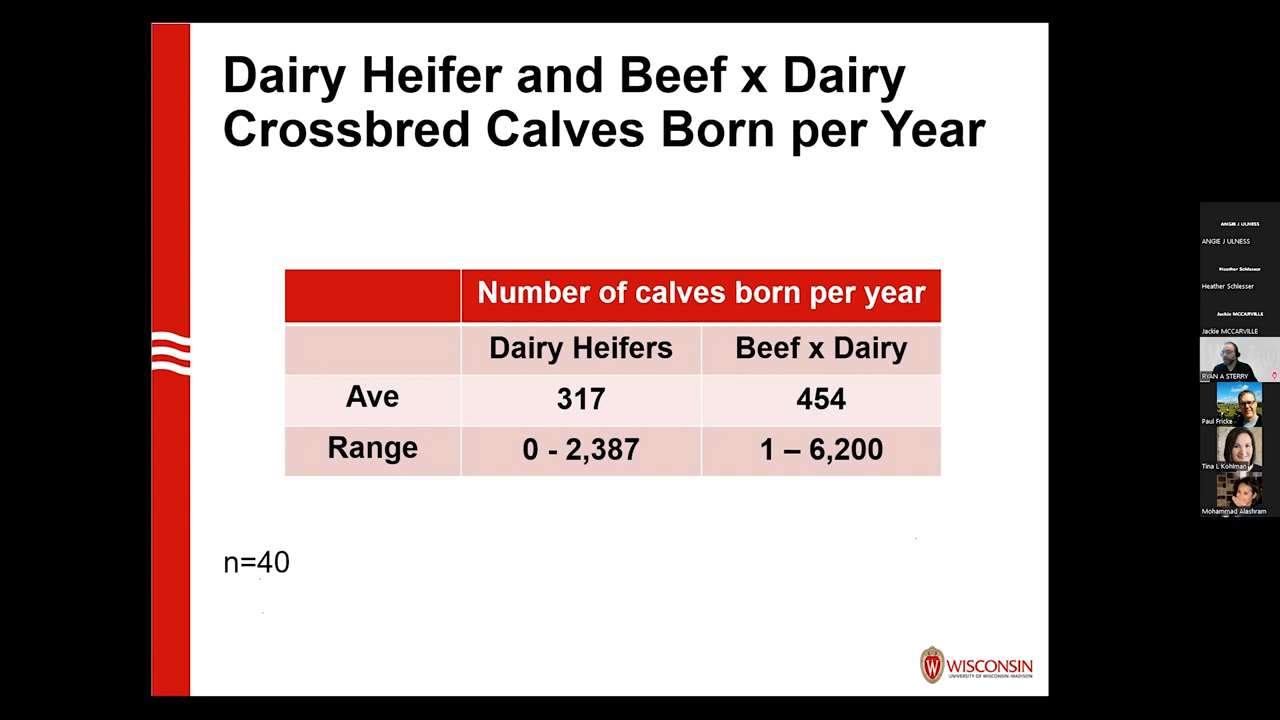 Dairy Heifer and Beef x Dairy
Crossbred Calves Born per Year
Number of calves born per year
Dairy Heifers Beef x Dairy
Ave 317 454
Range 0 - 2,387 1 – 6,200
n=40
W WISCONSIN
UNIVERSITY OF WISCONSIN–MADISON
ANGIE J ULNESS
ANGIE J ULNESS
Heather Schlesser
Heather Schlesser
Jackie MCCARVILLE
Jackie MCCARVILLE
RYAN A STERRY
Paul Fricke
Tina L Kohlman
Mohammad Alashram